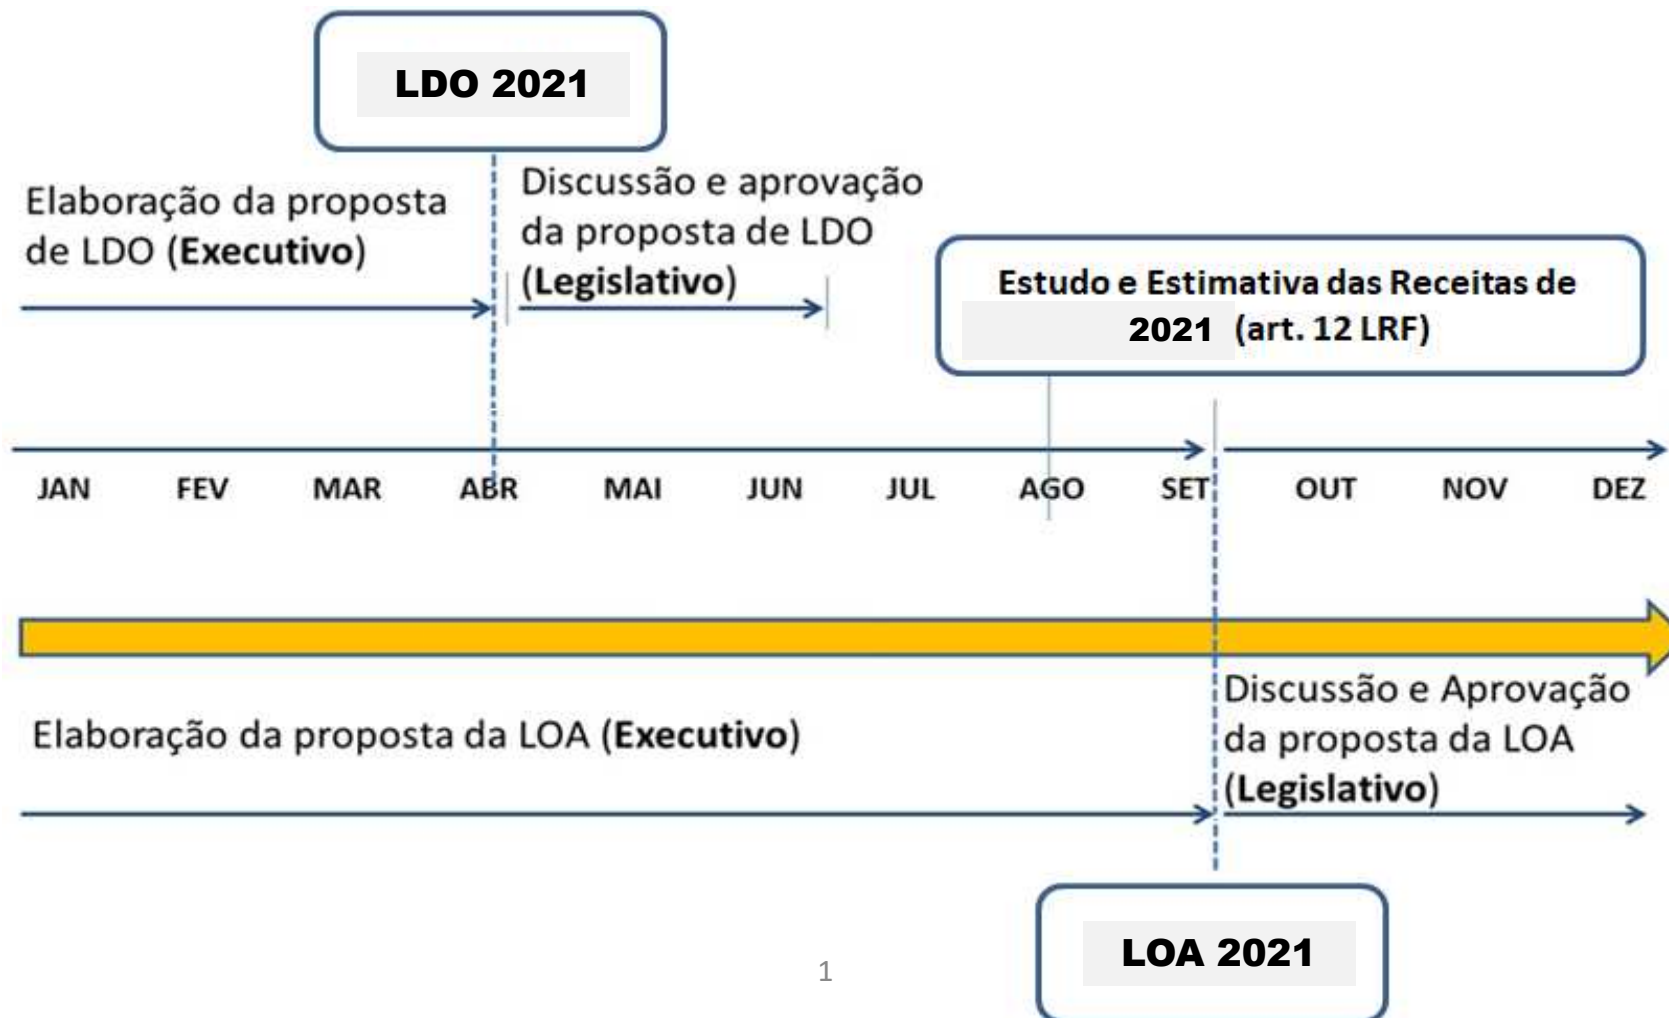 LDO 2021
Elaboração da proposta
de LDO (Executivo)
Discussão e aprovação
da proposta de LDO
(Legislativo)
Estudo e Estimativa das Receitas de
2021 (art. 12 LRF)
JAN FEV MAR ABR MAI JUN JUL AGO SET OUT NOV DEZ
Elaboração da proposta da LOA (Executivo)
Discussão e Aprovação
da proposta da LOA
(Legislativo)
LOA 2021
1